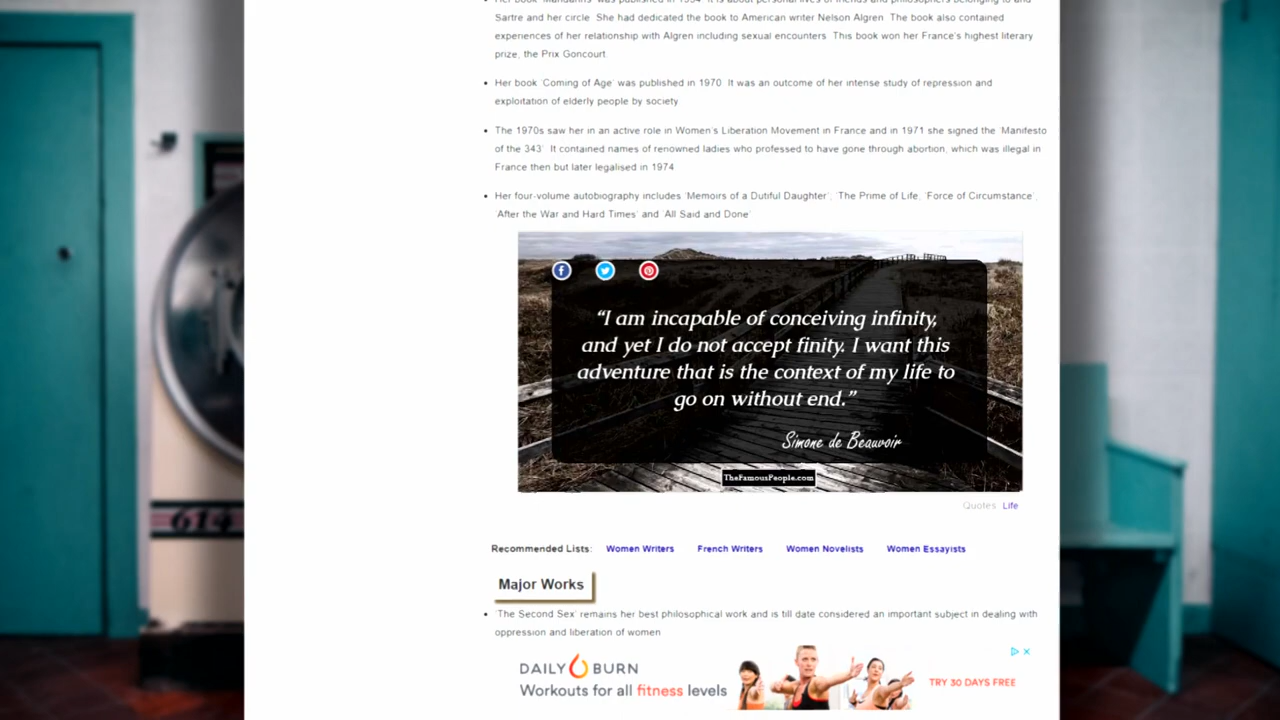 Sartre and her circle. She had dedicated the book to American writer Nelson Algren. The book also contained
experiences of her relationship with Algren including sexual encounters. This book won her France's highest literary
prize, the Prix Goncourt.
• Her book 'Coming of Age' was published in 1970. It was an outcome of her intense study of repression and
exploitation of elderly people by society.
• The 1970s saw her in an active role in Women's Liberation Movement in France and in 1971 she signed the 'Manifesto
of the 343'. It contained names of renowned ladies who professed to have gone through abortion, which was illegal in
France then but later legalised in 1974.
• Her four-volume autobiography includes 'Memoirs of a Dutiful Daughter', 'The Prime of Life, 'Force of Circumstance',
'After the War and Hard Times' and 'All Said and Done'
“I am incapable of conceiving infinity,
and yet I do not accept finity. I want this
adventure that is the context of my life to
go on without end.”
Simone de Beauvoir
TheFamousPeople.com
Quotes: Life
Recommended Lists: Women Writers French Writers Women Novelists Women Essayists
Major Works
• 'The Second Sex' remains her best philosophical work and is till date considered an important subject in dealing with
oppression and liberation of women
DAILY BURN
Workouts for all fitness levels
TRY 30 DAYS FREE
614